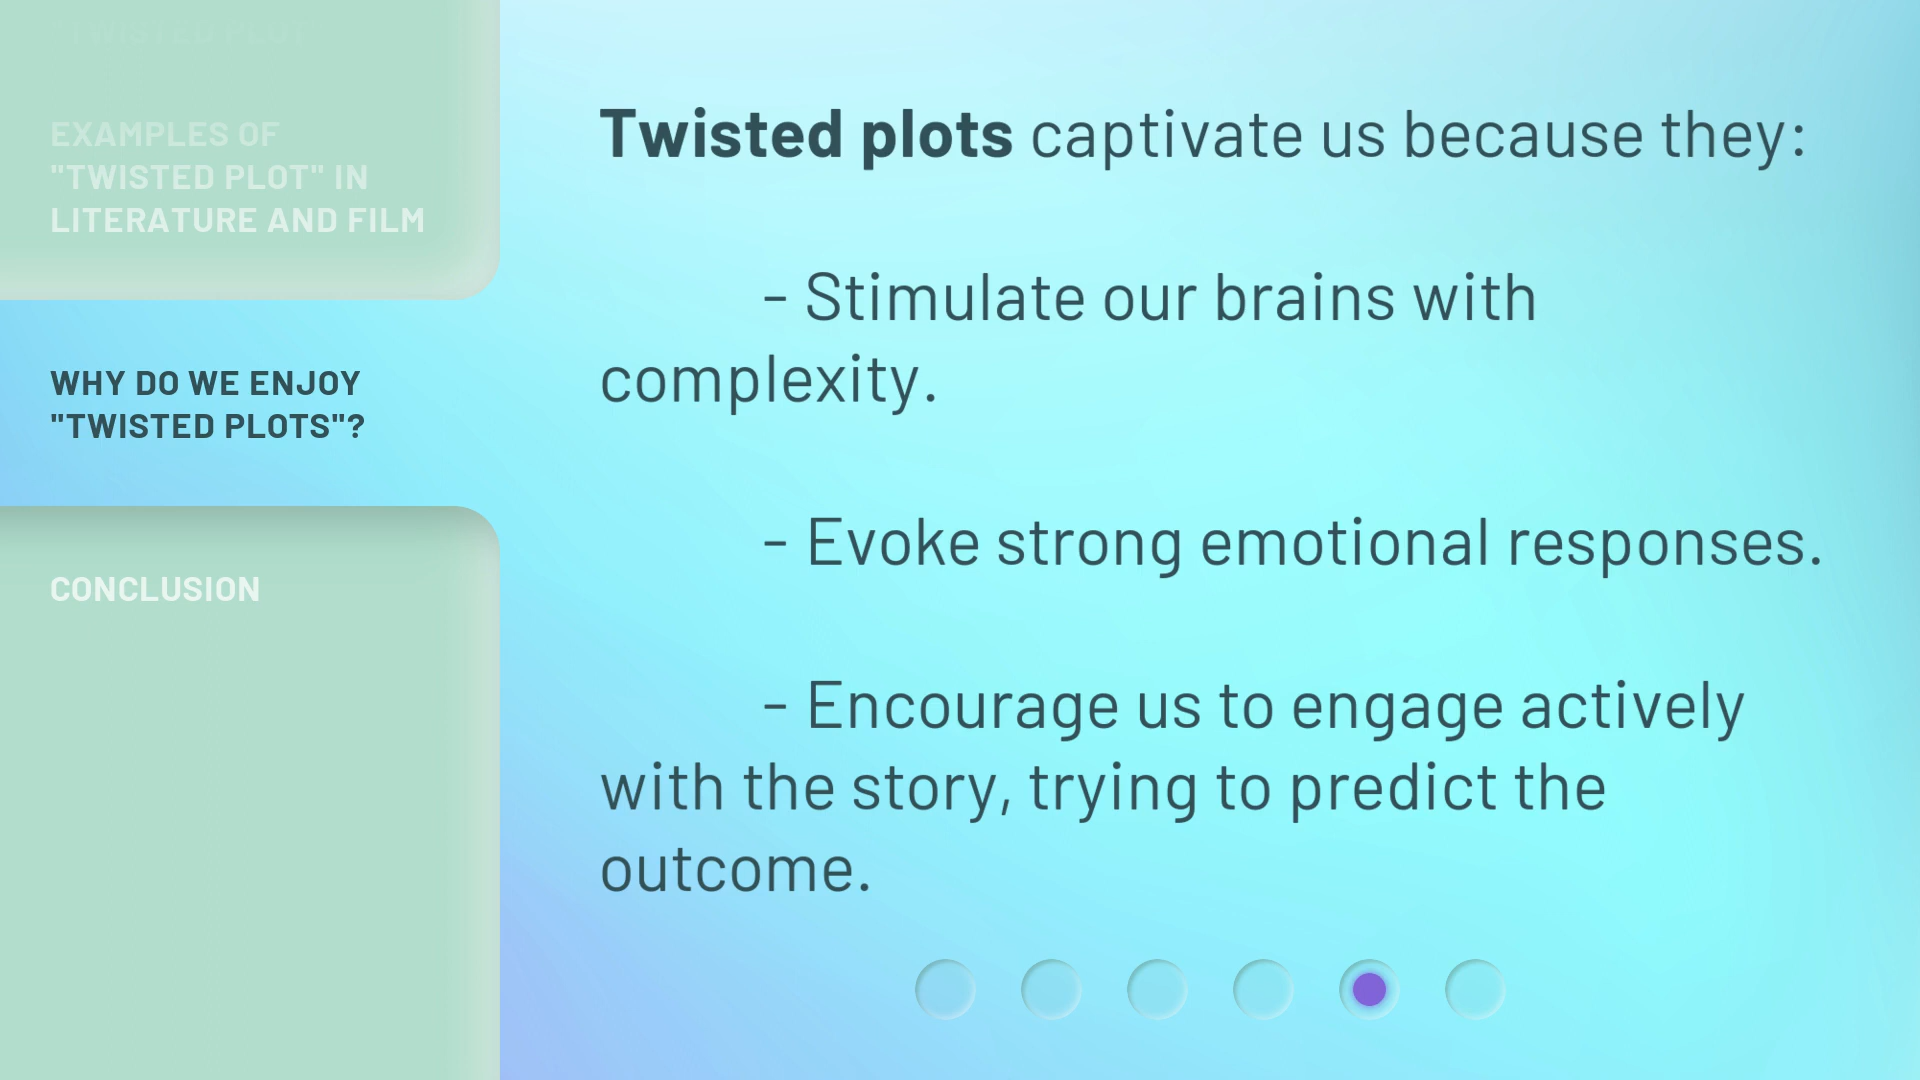 "TWISTED PLOT
EXAMPLES OF
"TWISTED PLOT" IN
LITERATURE AND FILM
WHY DO WE ENJOY
"TWISTED PLOTS"?
CONCLUSION
Twisted plots captivate us because they:
- Stimulate our brains with
complexity.
- Evoke strong emotional responses.
- Encourage us to engage actively
with the story, trying to predict the
outcome.